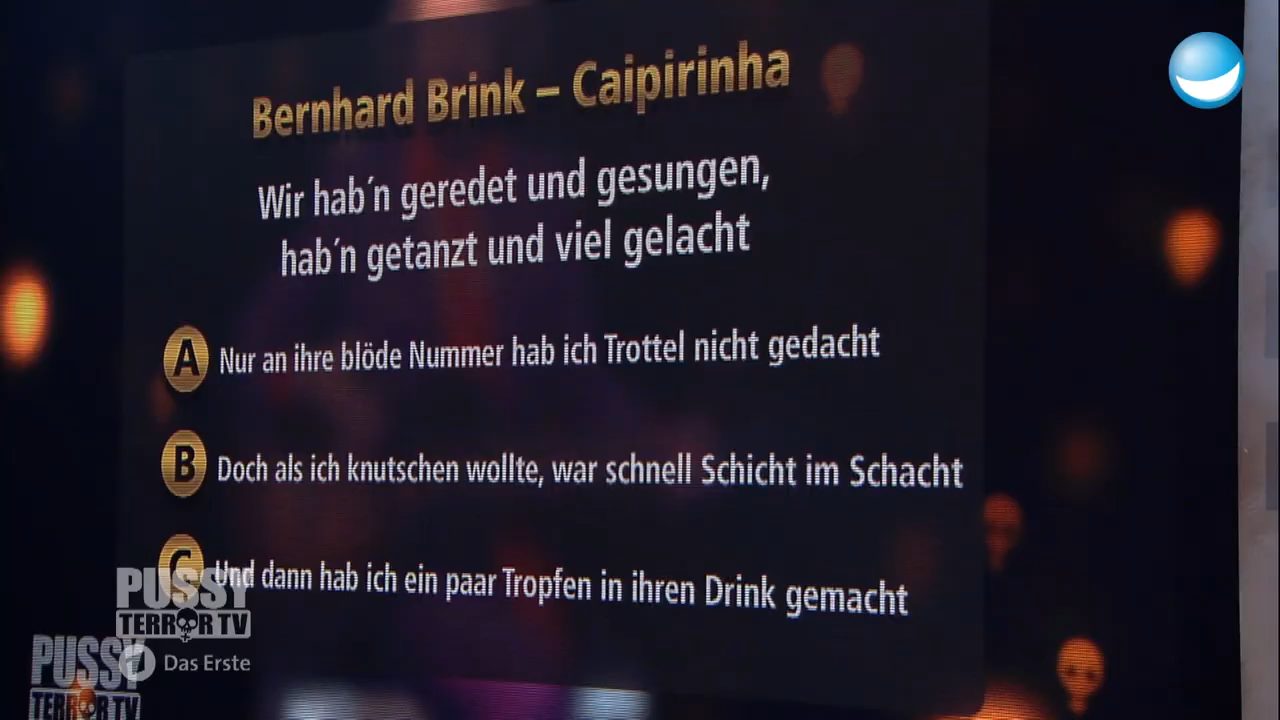 Bernhard Brink – Caipirinha
Wir hab´n geredet und gesungen,
hab´n getanzt und viel gelacht
A Nur an ihre blöde Nummer hab ich Trottel nicht gedacht
B Doch als ich knutschen wollte, war schnell Schicht im Schacht
C Und dann hab ich ein paar Tropfen in ihren Drink gemacht
PUSSY
TERROR TV
PUSSY
TERROR TV
1 Das Erste